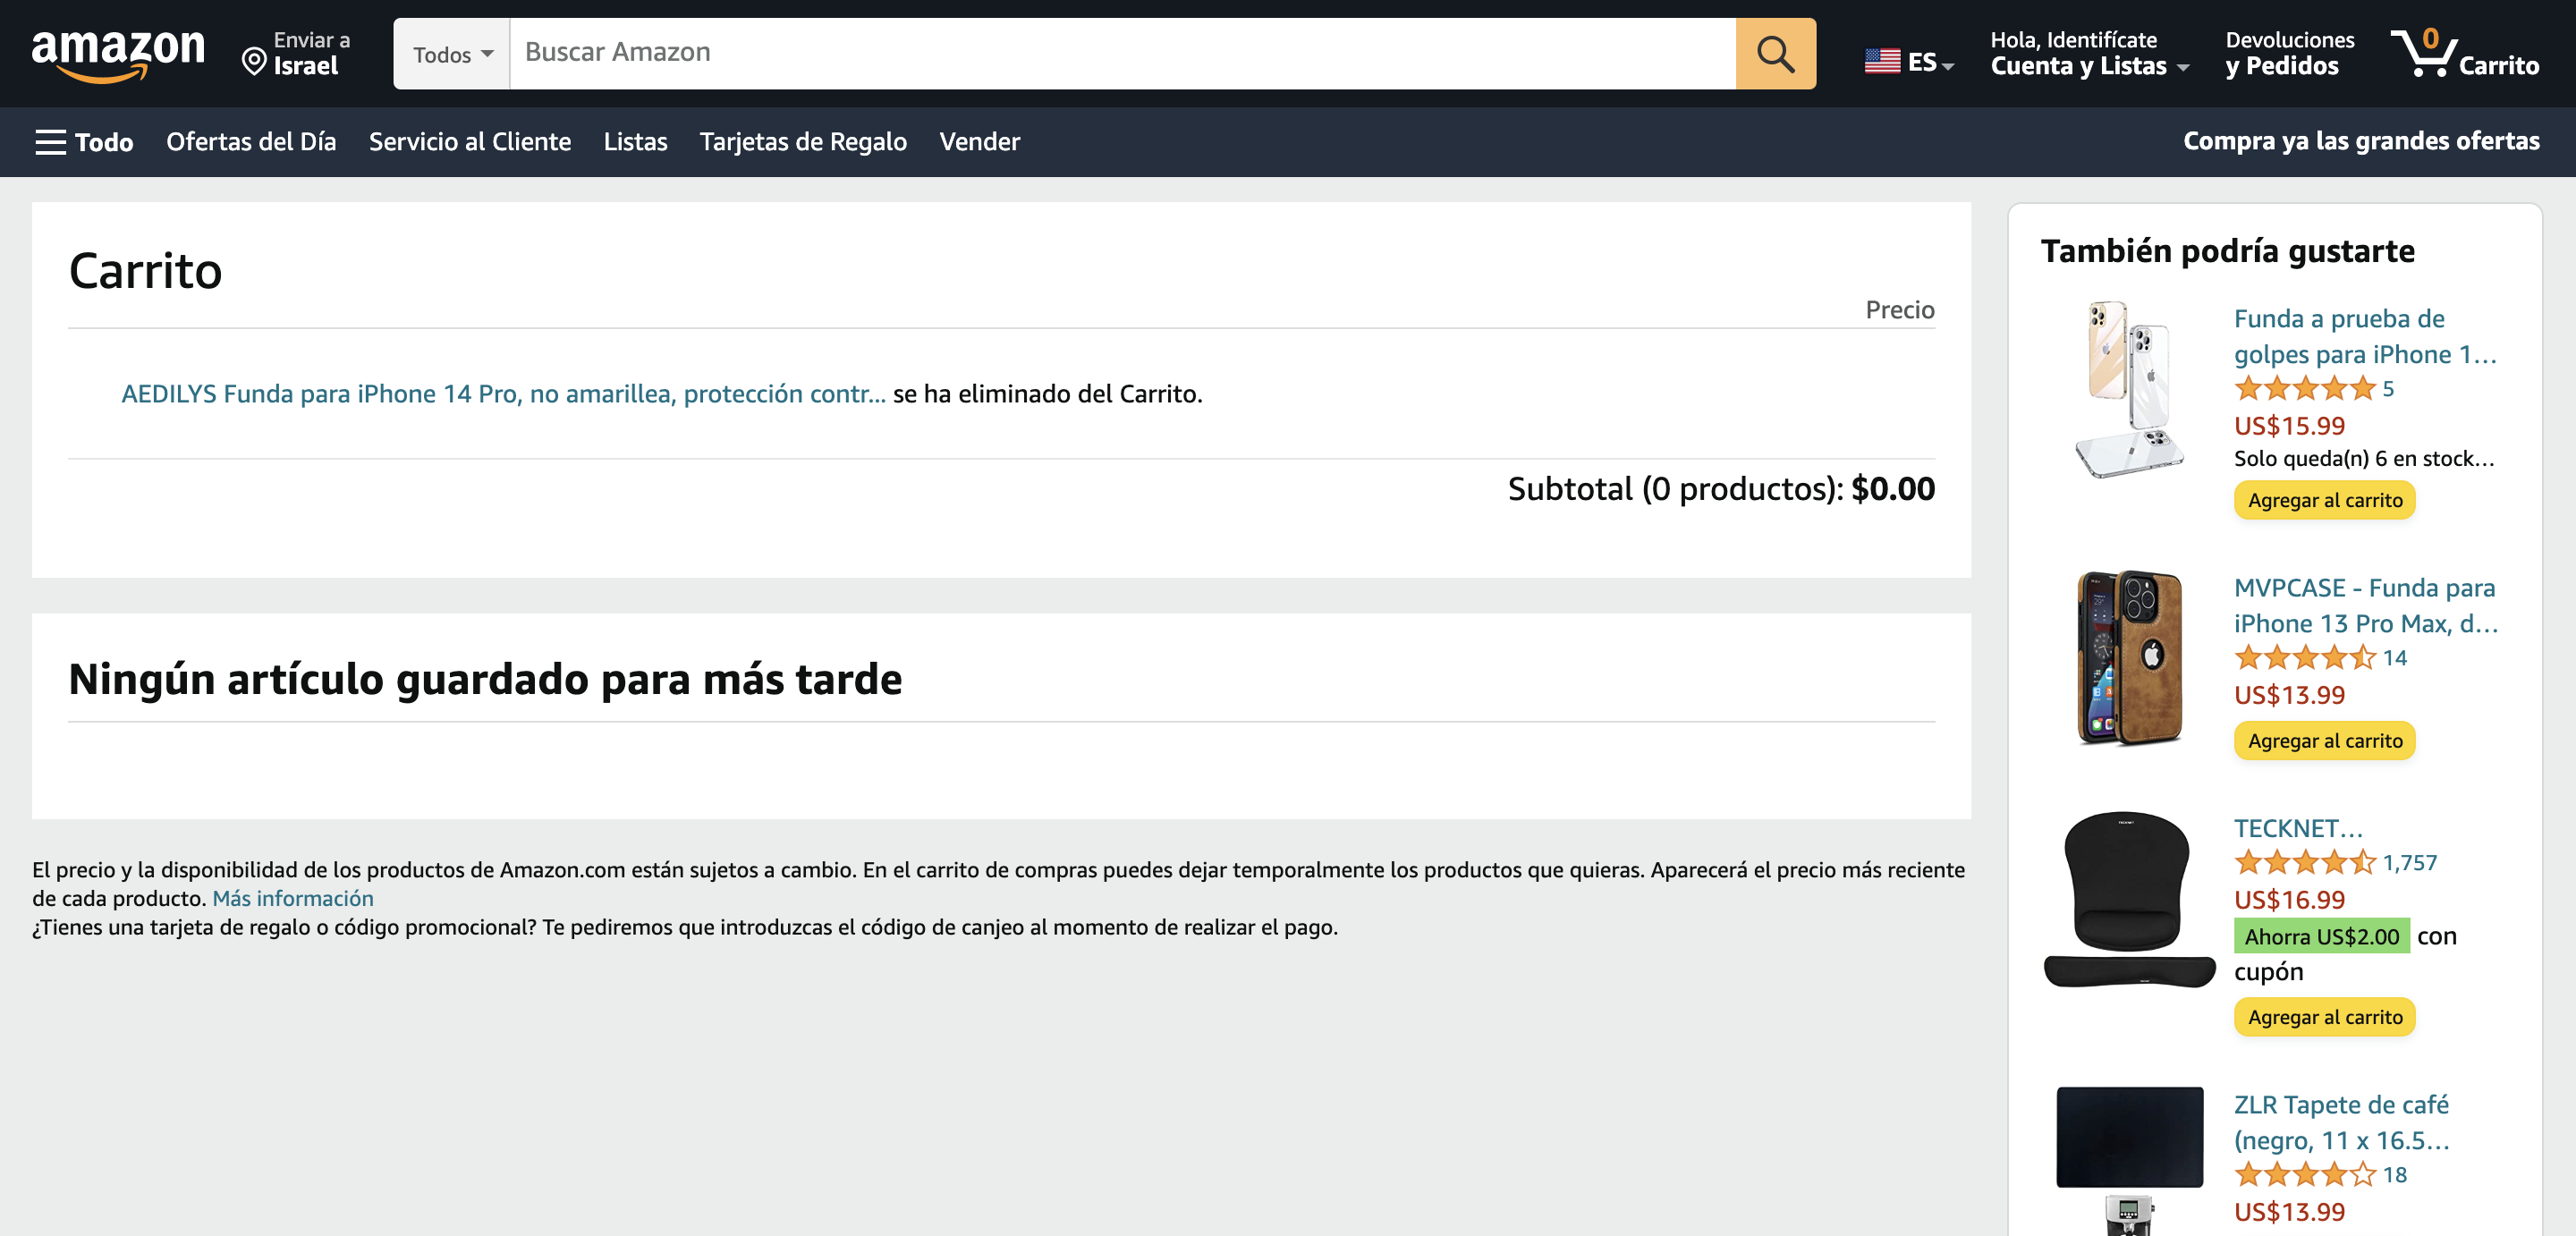 amazon
Enviar a
Israel
Todos
Buscar Amazon
ES
Hola, Identifícate
Cuenta y Listas
Devoluciones
y Pedidos
0
Carrito
Todo
Ofertas del Día
Servicio al Cliente
Listas
Tarjetas de Regalo
Vender
Compra ya las grandes ofertas
Carrito
Precio
AEDILYS Funda para iPhone 14 Pro, no amarillea, protección contr... se ha eliminado del Carrito.
Subtotal (0 productos): $0.00
Ningún artículo guardado para más tarde
El precio y la disponibilidad de los productos de Amazon.com están sujetos a cambio. En el carrito de compras puedes dejar temporalmente los productos que quieras. Aparecerá el precio más reciente
de cada producto. Más información
¿Tienes una tarjeta de regalo o código promocional? Te pediremos que introduzcas el código de canjeo al momento de realizar el pago.
También podría gustarte
Funda a prueba de
golpes para iPhone 1...
5
US$15.99
Solo queda(n) 6 en stock...
Agregar al carrito
MVPCASE - Funda para
iPhone 13 Pro Max, d...
14
US$13.99
Agregar al carrito
TECKNET...
1,757
US$16.99
Ahorra US$2.00 con
cupón
Agregar al carrito
ZLR Tapete de café
(negro, 11 x 16.5...
18
US$13.99